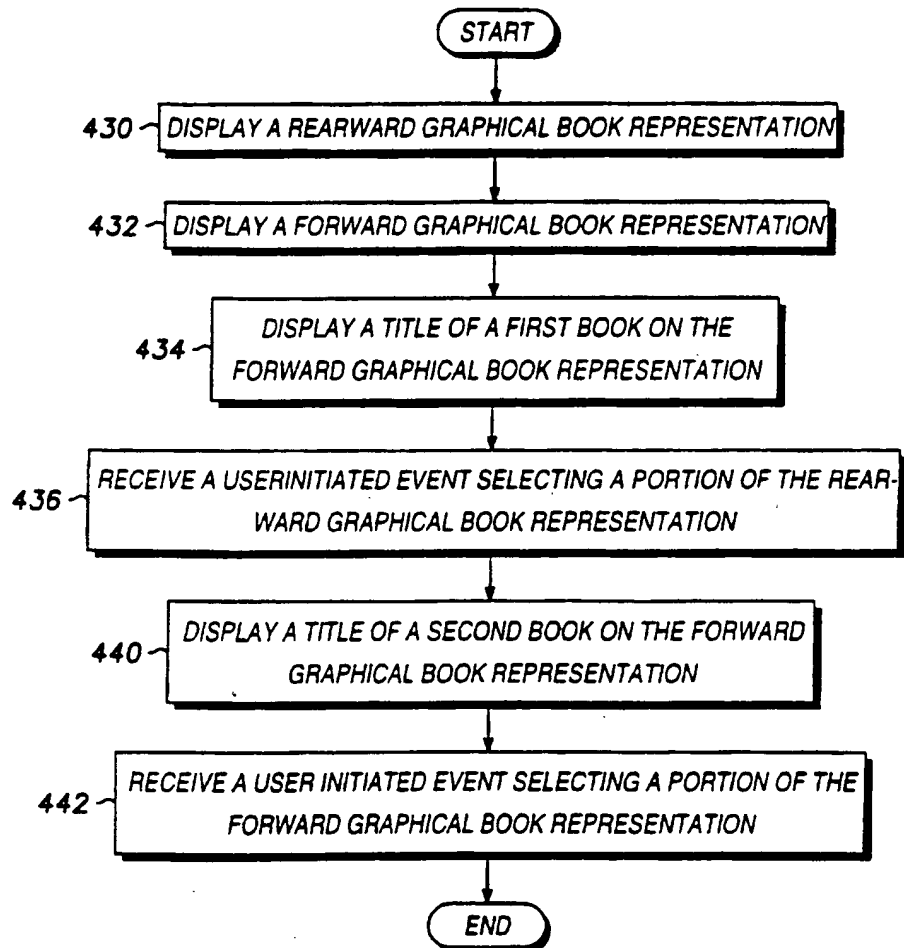 START
430 DISPLAY A REARWARD GRAPHICAL BOOK REPRESENTATION
432 DISPLAY A FORWARD GRAPHICAL BOOK REPRESENTATION
DISPLAY A TITLE OF A FIRST BOOK ON THE
434
FORWARD GRAPHICAL BOOK REPRESENTATION
RECEIVE A USERINITIATED EVENT SELECTING A PORTION OF THE REAR-
436
WARD GRAPHICAL BOOK REPRESENTATION
DISPLAY A TITLE OF A SECOND BOOK ON THE FORWARD
440
GRAPHICAL BOOK REPRESENTATION
RECEIVE A USER INITIATED EVENT SELECTING A PORTION OF THE
442
FORWARD GRAPHICAL BOOK REPRESENTATION
END